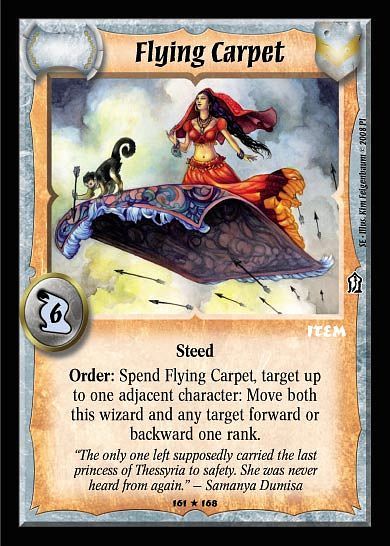 Flying Carpet
SE • Illus. Kim Feigenbaum © 2008 P1
6
ITEM
Steed
Order: Spend Flying Carpet, target up
to one adjacent character: Move both
this wizard and any target forward or
backward one rank.
“The only one left supposedly carried the last
princess of Thessyria to safety. She was never
heard from again.” – Samanya Dumisa
161 ★ 168